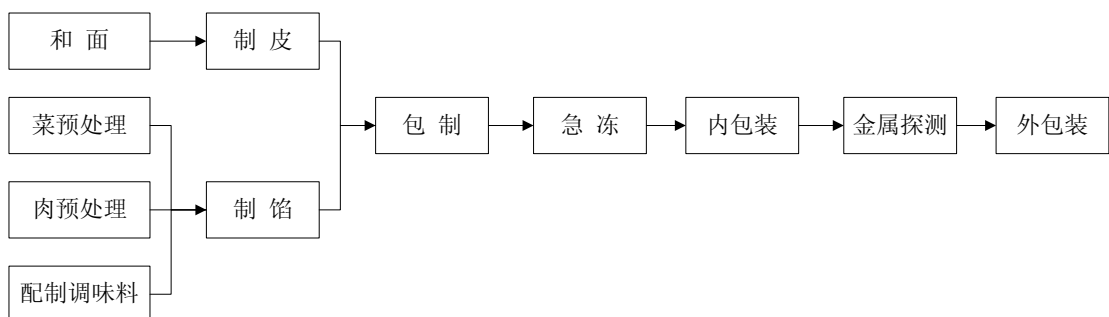 和 面
制 皮
菜预处理
包 制
急 冻
内包装
金属探测
外包装
肉预处理
制 馅
配制调味料